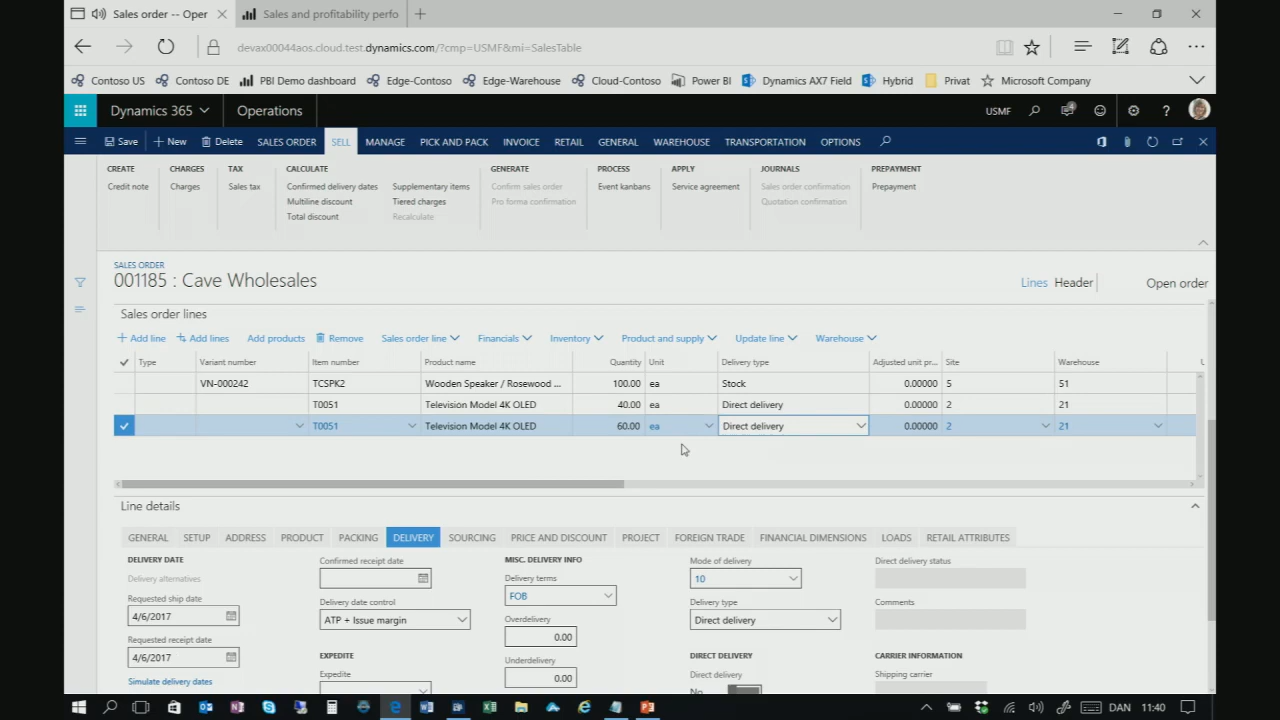 Sales order -- Oper
Sales and profitability perfo
devax00044aos.cloud.test.dynamics.com/?cmp=USMF&mi=SalesTable
Contoso US
Contoso DE
PBI Demo dashboard
Edge-Contoso
Edge-Warehouse
Cloud-Contoso
Power BI
Dynamics AX7 Field
Hybrid
Privat
Microsoft Company
Dynamics 365
Operations
USMF
4
?
Save
New
Delete
SALES ORDER
SELL
MANAGE
PICK AND PACK
INVOICE
RETAIL
GENERAL
WAREHOUSE
TRANSPORTATION
OPTIONS
CREATE
CHARGES
TAX
CALCULATE
GENERATE
PROCESS
APPLY
JOURNALS
PREPAYMENT
Credit note
Charges
Sales tax
Confirmed delivery dates
Supplementary items
Confirm sales order
Event kanbans
Service agreement
Sales order confirmation
Prepayment
Multiline discount
Tiered charges
Pro forma confirmation
Quotation confirmation
Total discount
Recalculate
SALES ORDER
001185 : Cave Wholesales
Lines
Header
Open order
Sales order lines
Add line
Add lines
Add products
Remove
Sales order line
Financials
Inventory
Product and supply
Update line
Warehouse
Type
Variant number
Item number
Product name
Quantity
Unit
Delivery type
Adjusted unit pr...
Site
Warehouse
U
VN-000242
TCSPK2
Wooden Speaker / Rosewood ...
100.00
ea
Stock
0.00000
5
51
T0051
Television Model 4K OLED
40.00
ea
Direct delivery
0.00000
2
21
T0051
Television Model 4K OLED
60.00
ea
Direct delivery
0.00000
2
21
Line details
GENERAL
SETUP
ADDRESS
PRODUCT
PACKING
DELIVERY
SOURCING
PRICE AND DISCOUNT
PROJECT
FOREIGN TRADE
FINANCIAL DIMENSIONS
LOADS
RETAIL ATTRIBUTES
DELIVERY DATE
Delivery alternatives
Requested ship date
4/6/2017
Requested receipt date
4/6/2017
Simulate delivery dates
Confirmed receipt date
Delivery date control
ATP + Issue margin
EXPEDITE
Expedite
MISC. DELIVERY INFO
Delivery terms
FOB
Overdelivery
0.00
Underdelivery
0.00
Mode of delivery
10
Delivery type
Direct delivery
DIRECT DELIVERY
Direct delivery
No
Direct delivery status
Comments
CARRIER INFORMATION
Shipping carrier
DAN
11:40